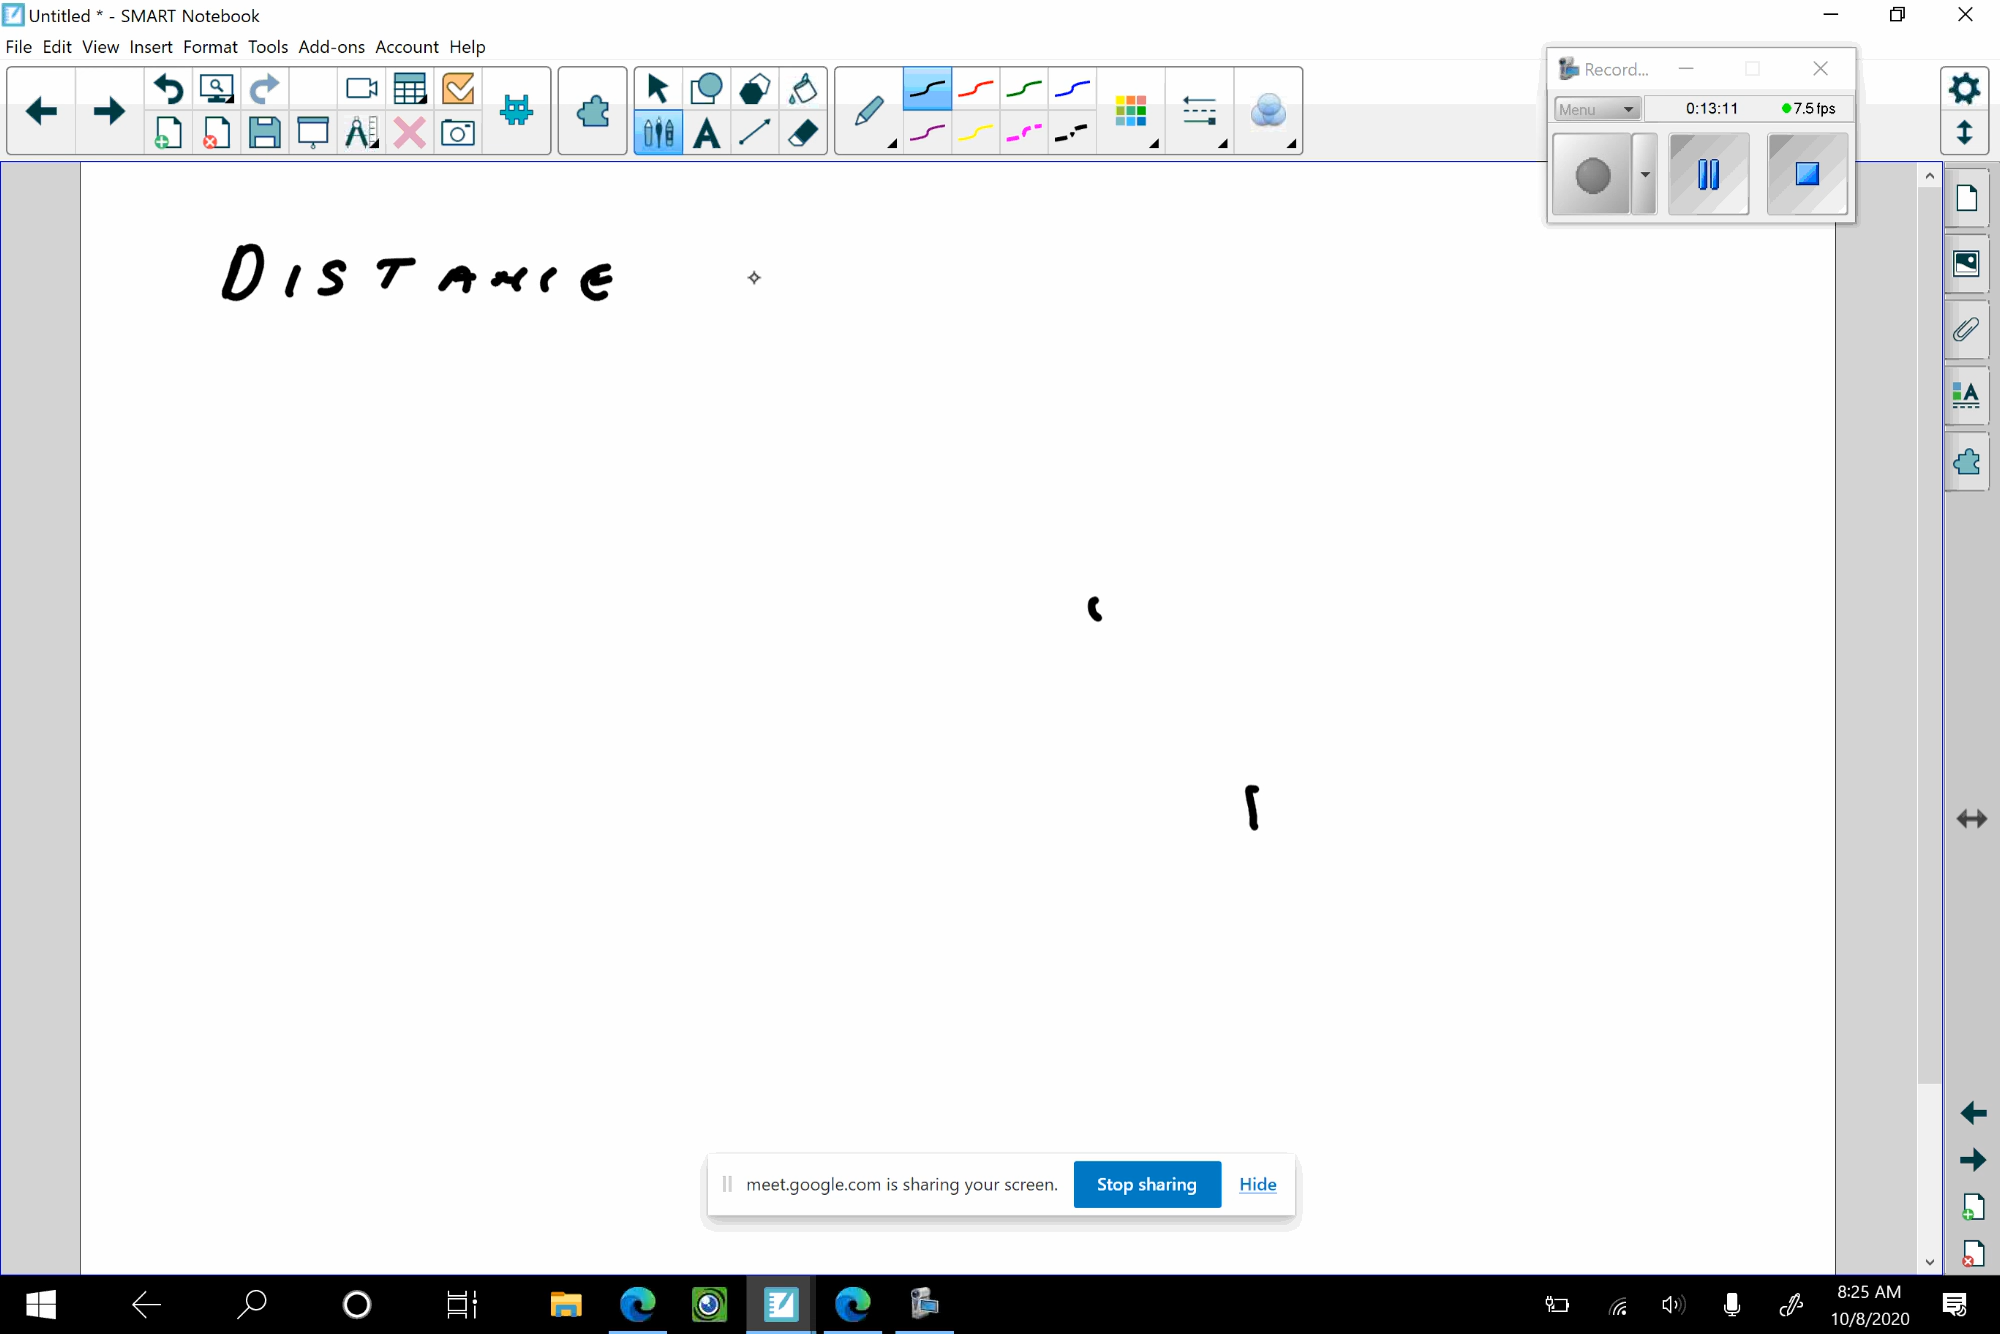 Untitled * - SMART Notebook
File Edit View Insert Format Tools Add-ons Account Help
Record...
Menu 0:13:11 7.5 fps
DISTANCE
meet.google.com is sharing your screen. Stop sharing Hide
8:25 AM
10/8/2020